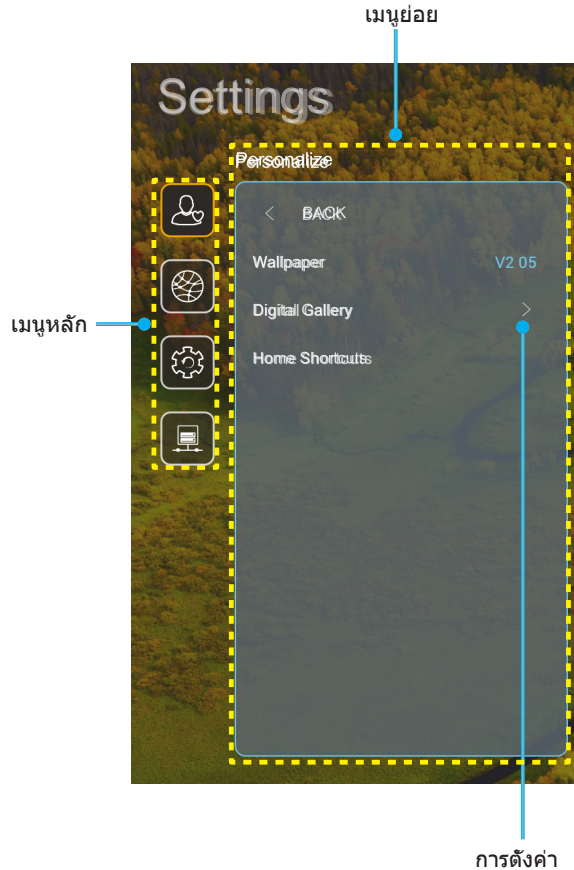 เมนูย่อย
Settings
Personalize
BACK
Wallpaper V2 05
Digital Gallery
เมนูหลัก
Home Shortcuts
การตั้งค่า